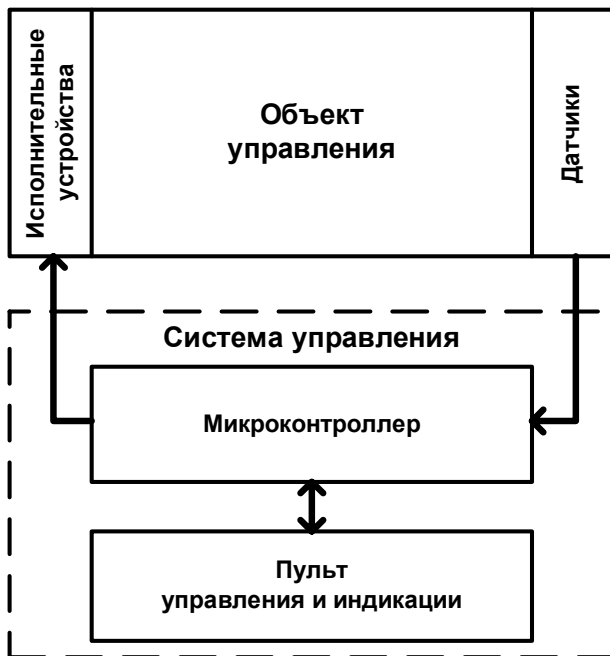 Исполнительные
устройства
Объект
управления
Датчики
Система управления
Микроконтроллер
Пульт
управления и индикации